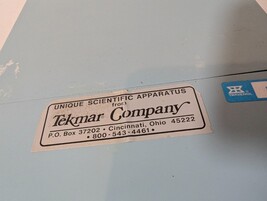 UNIQUE SCIENTIFIC APPARATUS
from
Tekmar Company
P.O. Box 37202 • Cincinnati, Ohio 45222
• 800-543-4461 •